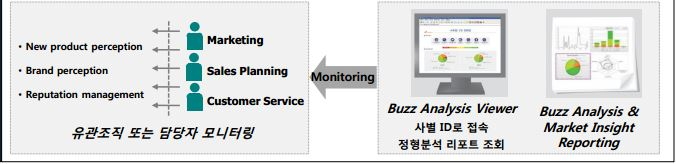 • New product perception
• Brand perception
• Reputation management
Marketing
Sales Planning
Customer Service
유관조직 또는 담당자 모니터링
Monitoring
Buzz Analysis Viewer
사별 ID로 접속
정형분석 리포트 조회
Buzz Analysis &
Market Insight
Reporting